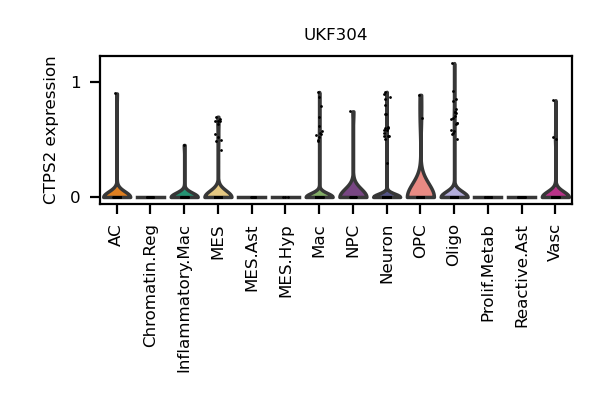 UKF304
CTPS2 expression
1
0
AC
Chromatin.Reg
Inflammatory.Mac
MES
MES.Ast
MES.Hyp
Mac
NPC
Neuron
OPC
Oligo
Prolif.Metab
Reactive.Ast
Vasc